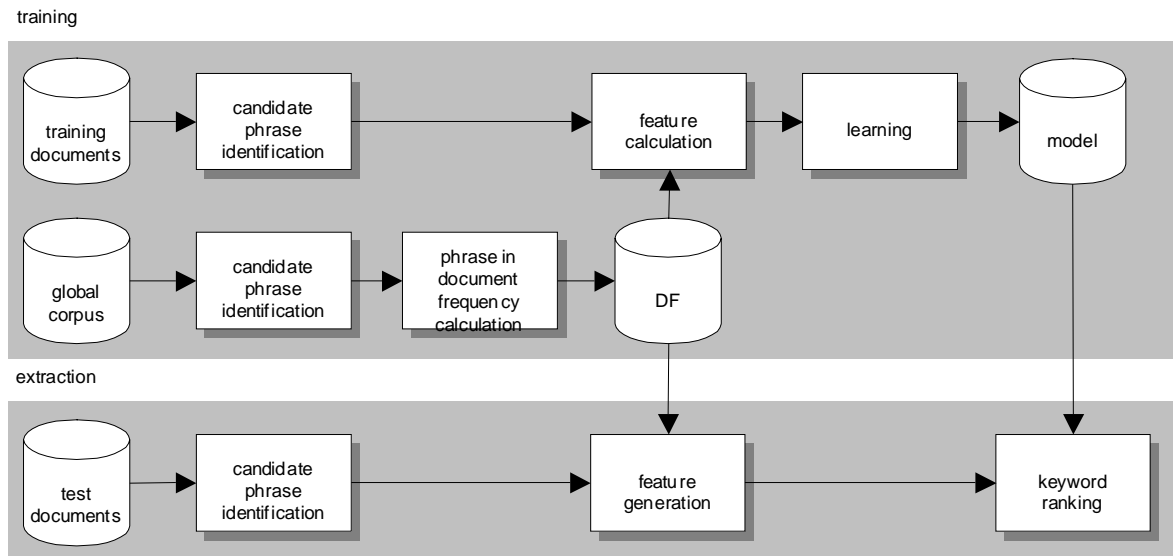 training
training
documents
candidate
phrase
identification
feature
calculation
learning
model
global
corpus
candidate
phrase
identification
phrase in
document
frequency
calculation
DF
extraction
test
documents
candidate
phrase
identification
feature
generation
keyword
ranking